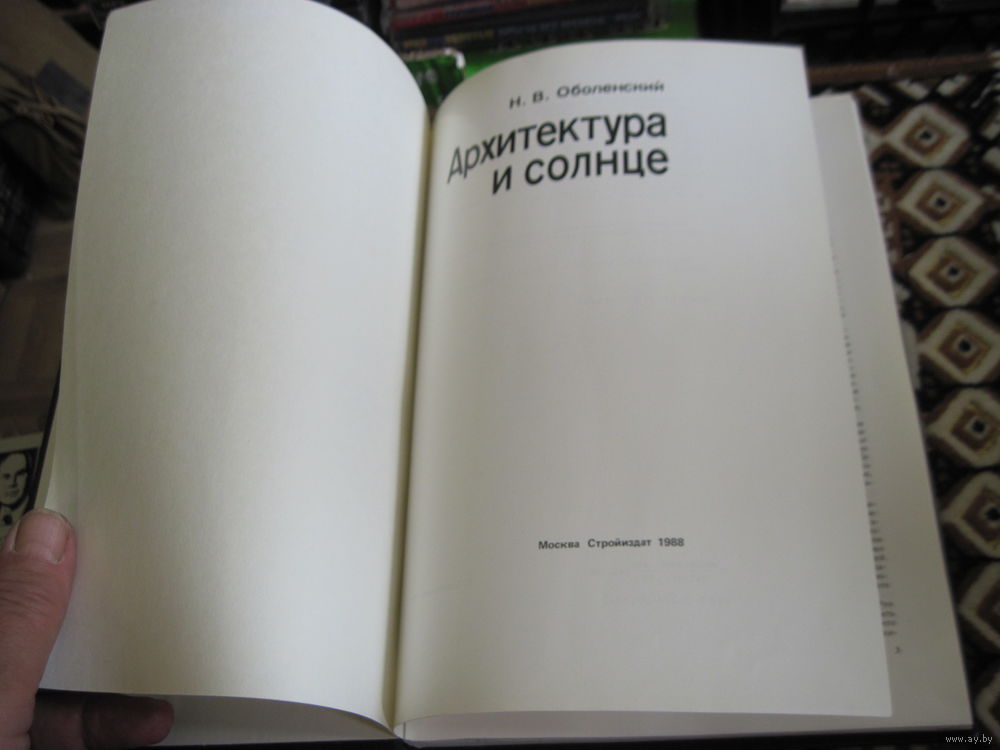 Н. В. Оболенский
Архитектура
и солнце
Москва Стройиздат 1988
www.ay.by